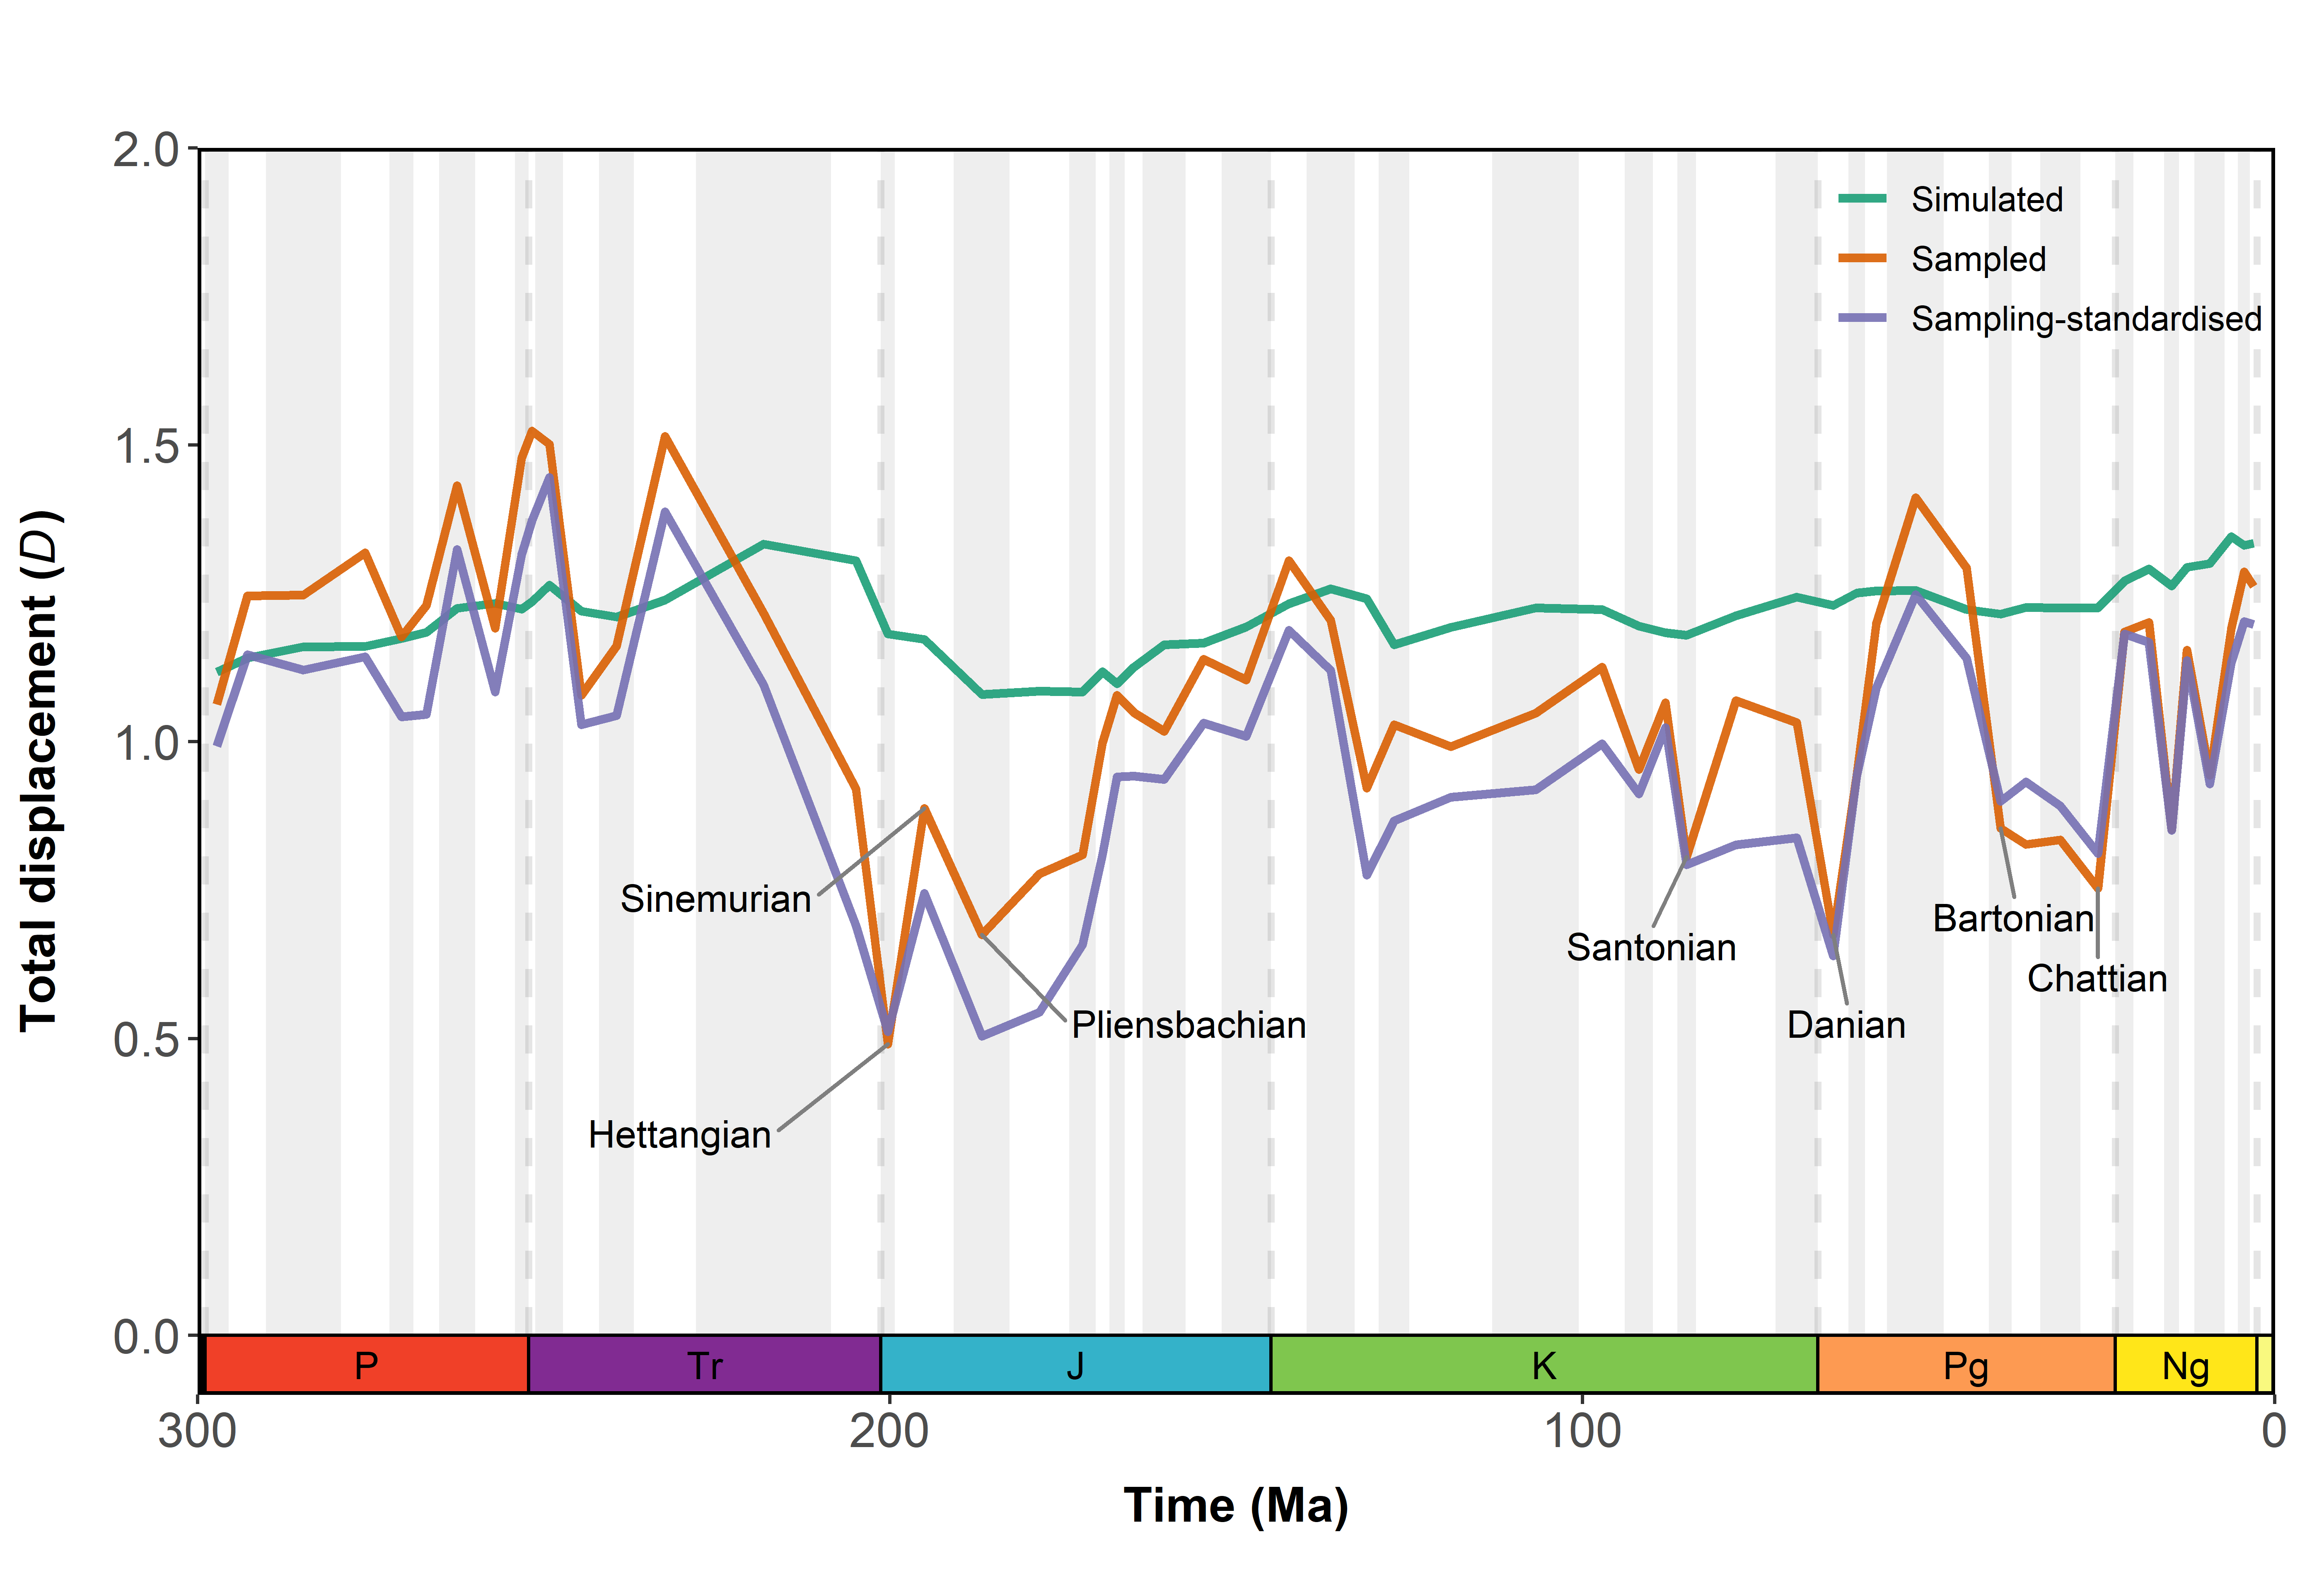 2.0
1.5
1.0
0.5
0.0
Total displacement (D)
Simulated
Sampled
Sampling-standardised
Sinemurian
Hettangian
Pliensbachian
Santonian
Danian
Bartonian
Chattian
P Tr J K Pg Ng
300 200 100 0
Time (Ma)